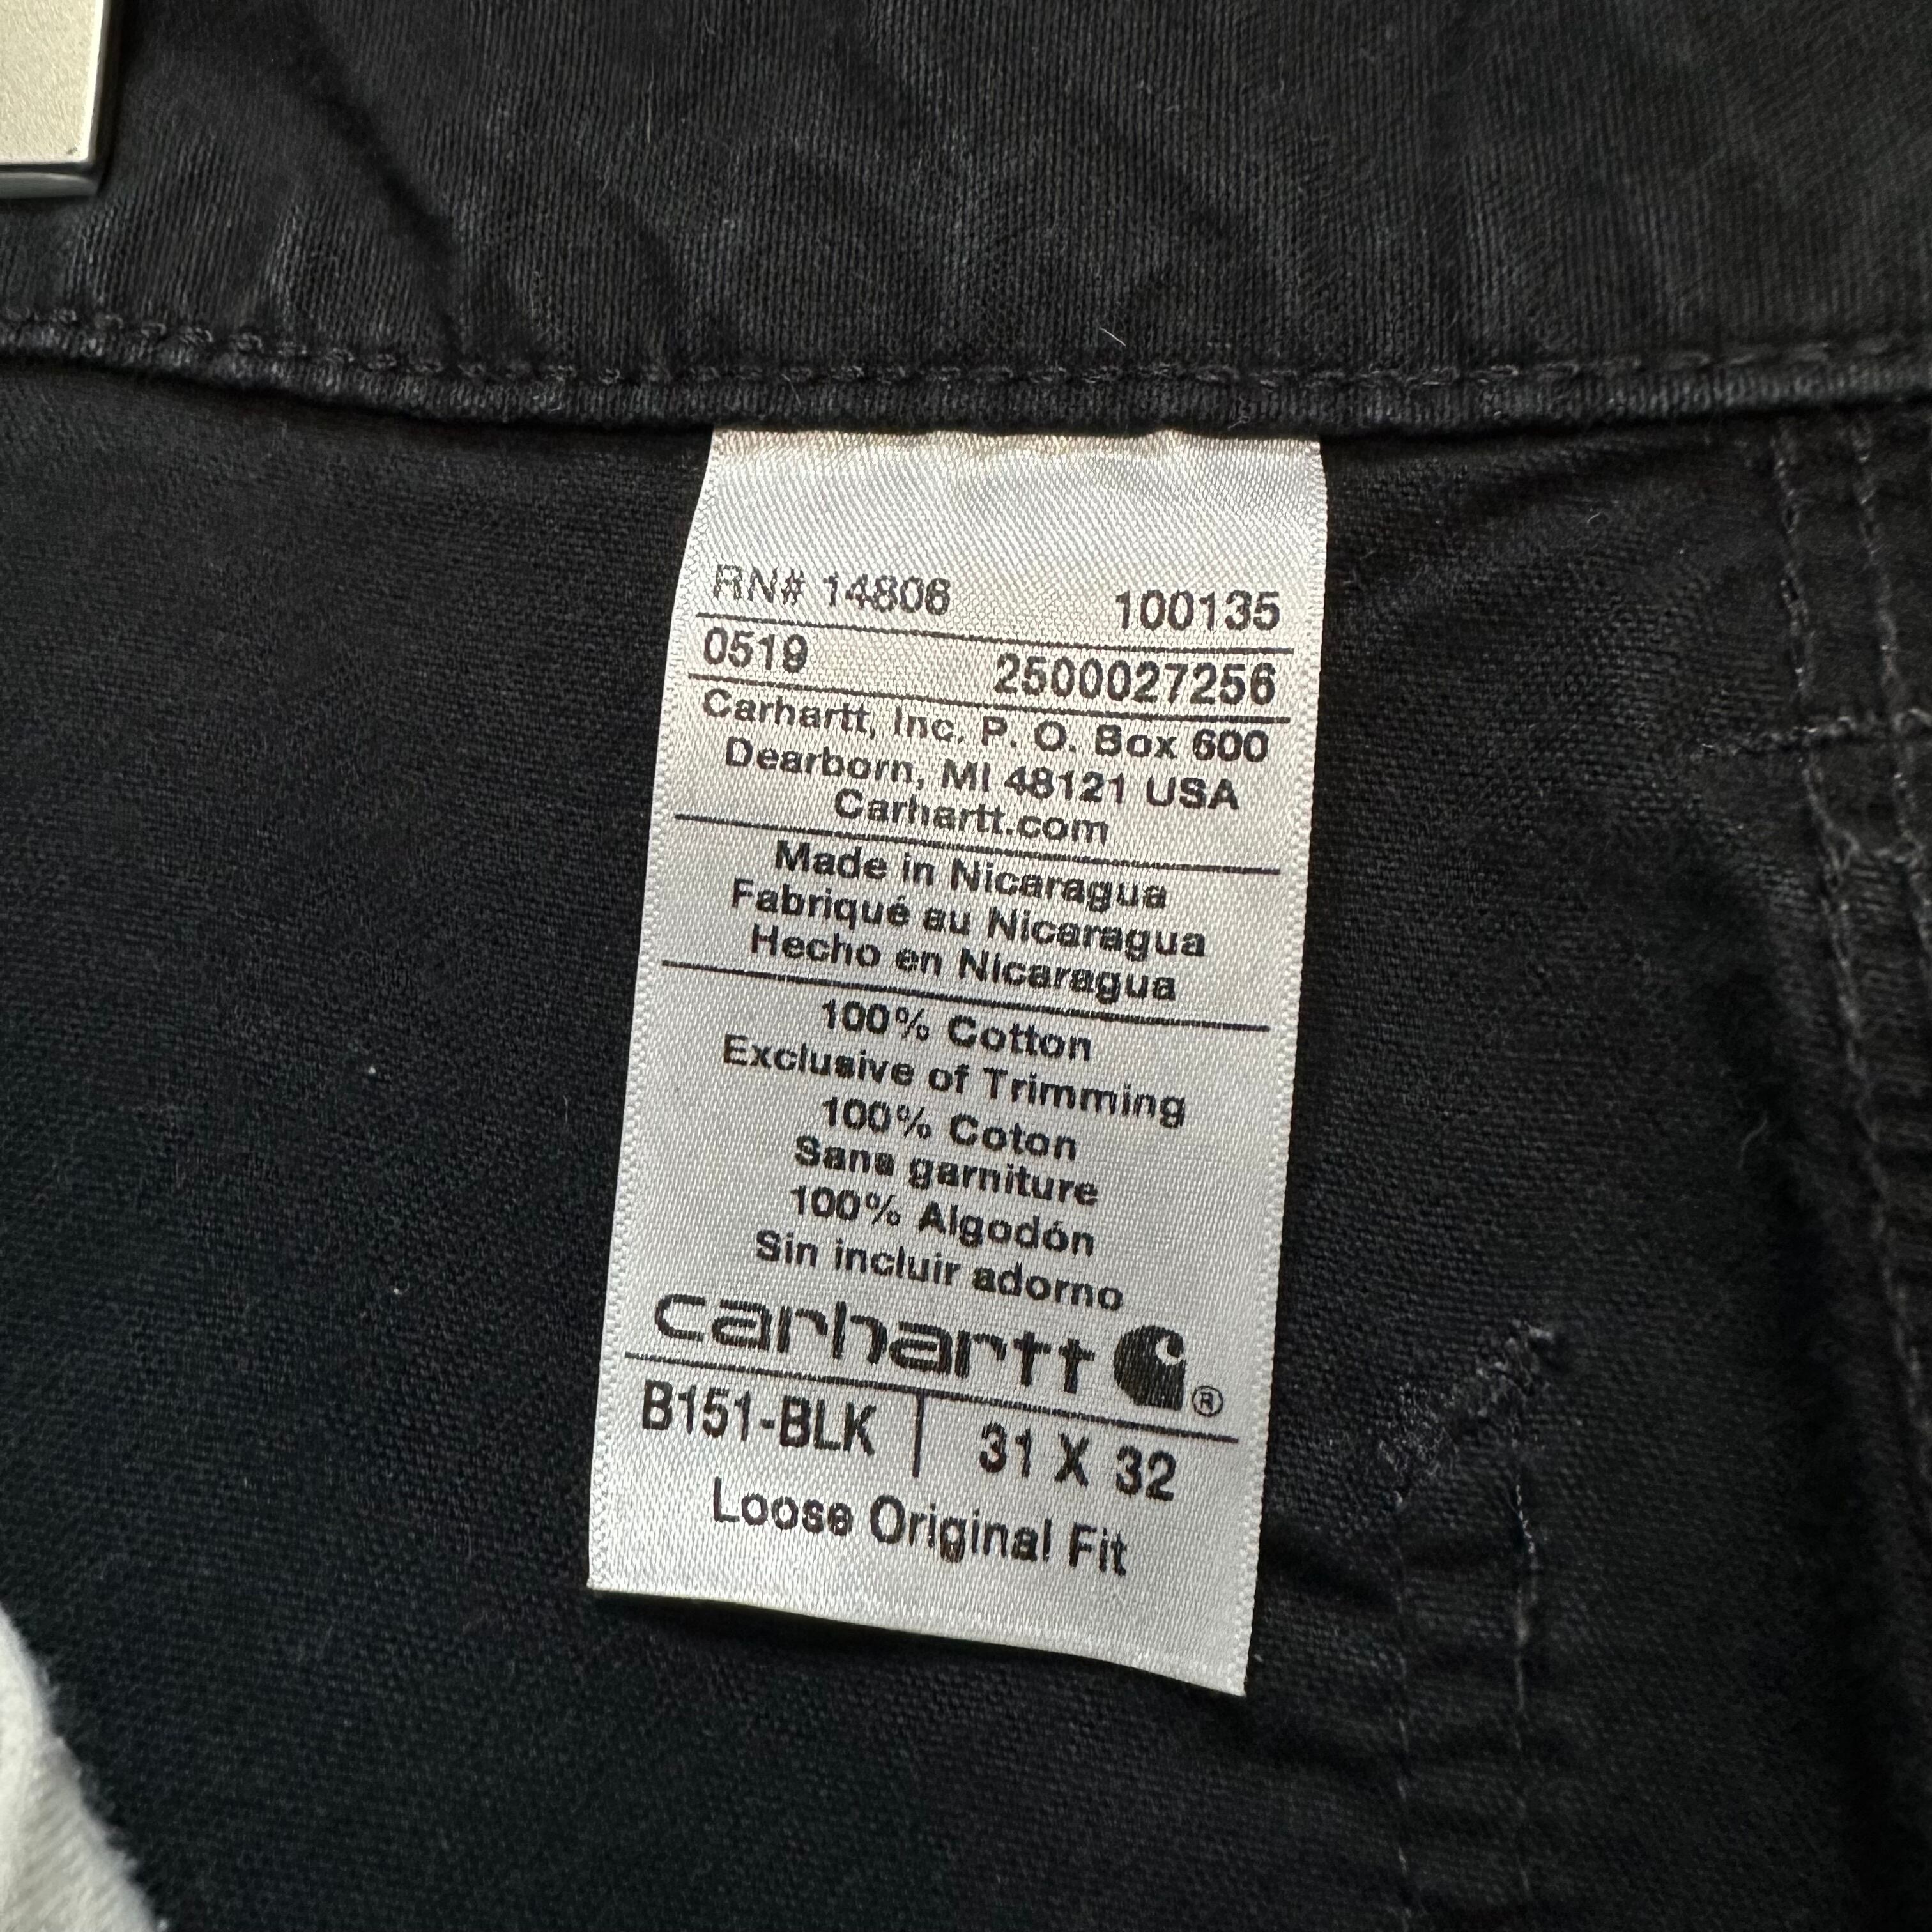 RN# 14806 100135
0519 2500027256
Carhartt, Inc. P. O. Box 600
Dearborn, MI 48121 USA
Carhartt.com
Made in Nicaragua
Fabriqué au Nicaragua
Hecho en Nicaragua
100% Cotton
Exclusive of Trimming
100% Coton
Sans garniture
100% Algodón
Sin incluir adorno
carhartt ®
B151-BLK | 31 X 32
Loose Original Fit